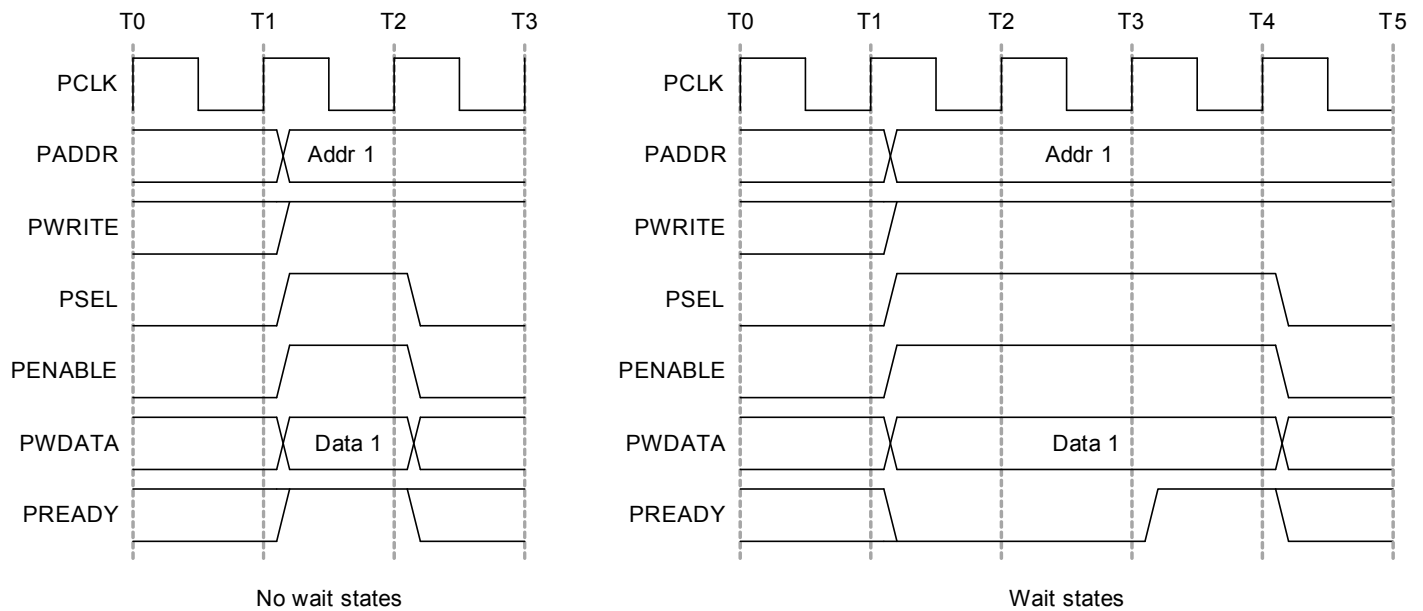 T0 T1 T2 T3
PCLK
PADDR Addr 1
PWRITE
PSEL
PENABLE
PWDATA Data 1
PREADY
No wait states
T0 T1 T2 T3 T4 T5
PCLK
PADDR Addr 1
PWRITE
PSEL
PENABLE
PWDATA Data 1
PREADY
Wait states